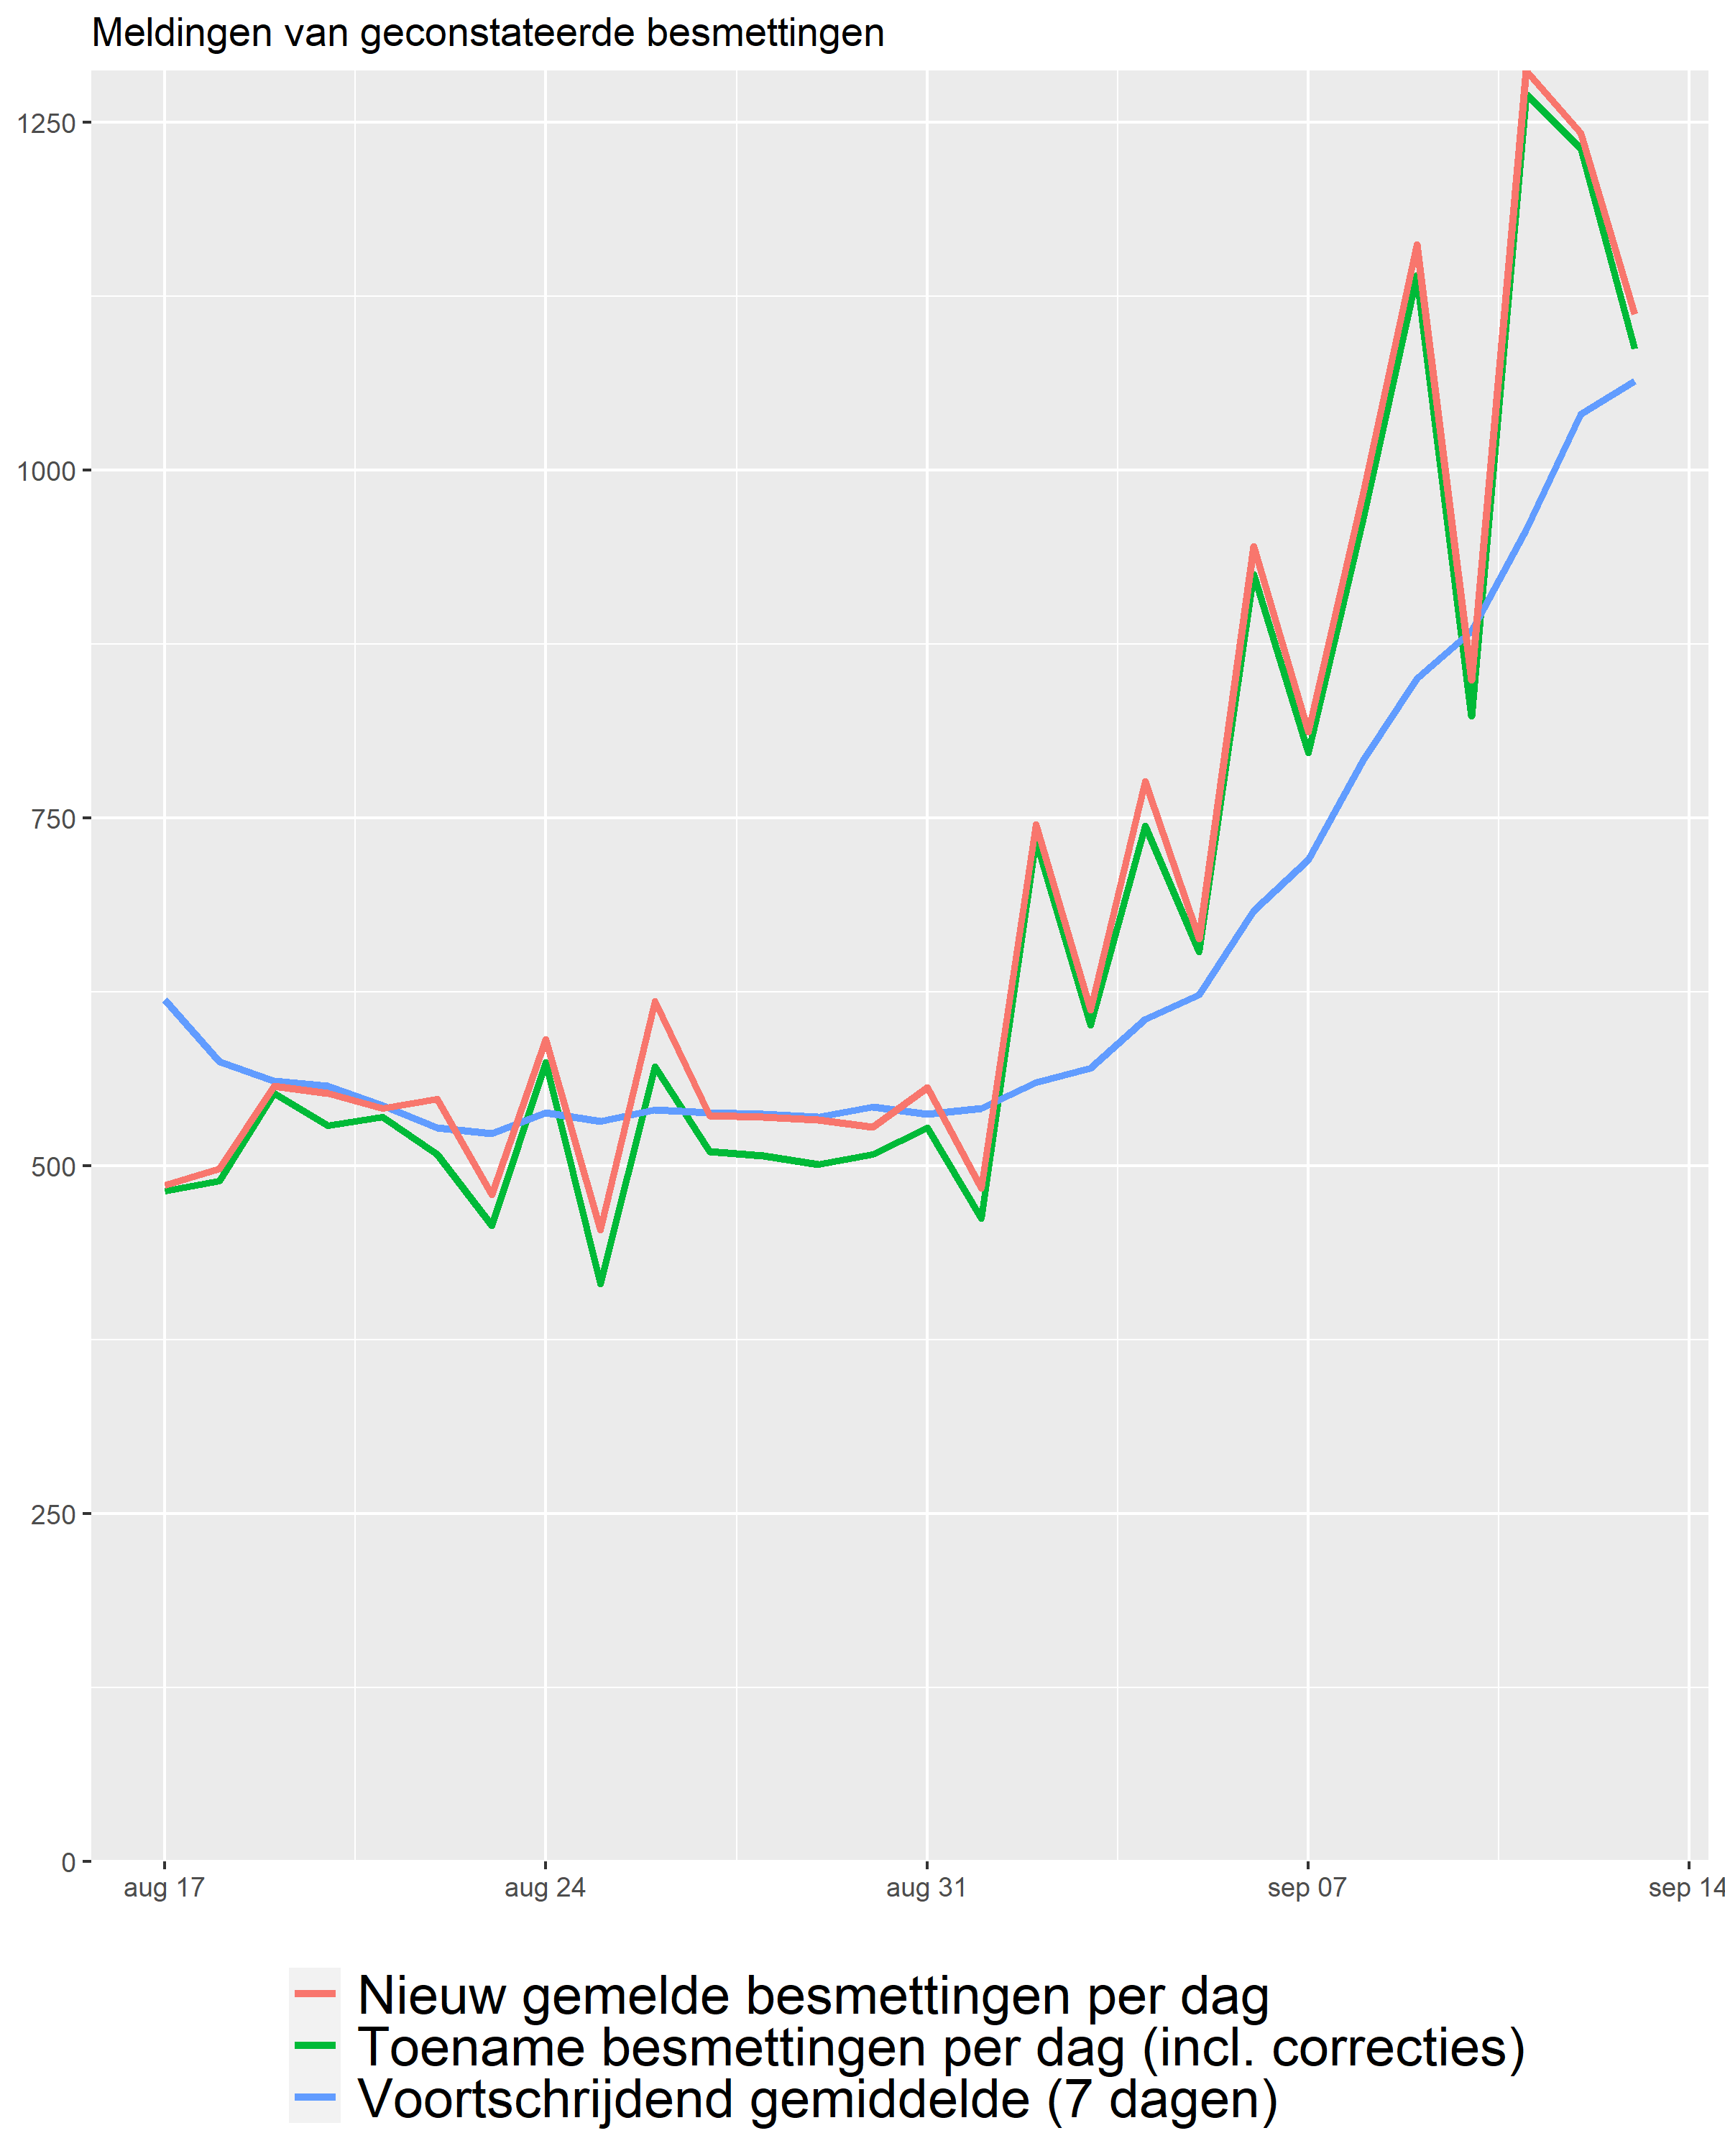 Meldingen van geconstateerde besmettingen
1250
1000
750
500
250
0
aug 17 aug 24 aug 31 sep 07 sep 14
Nieuw gemelde besmettingen per dag
Toename besmettingen per dag (incl. correcties)
Voortschrijdend gemiddelde (7 dagen)